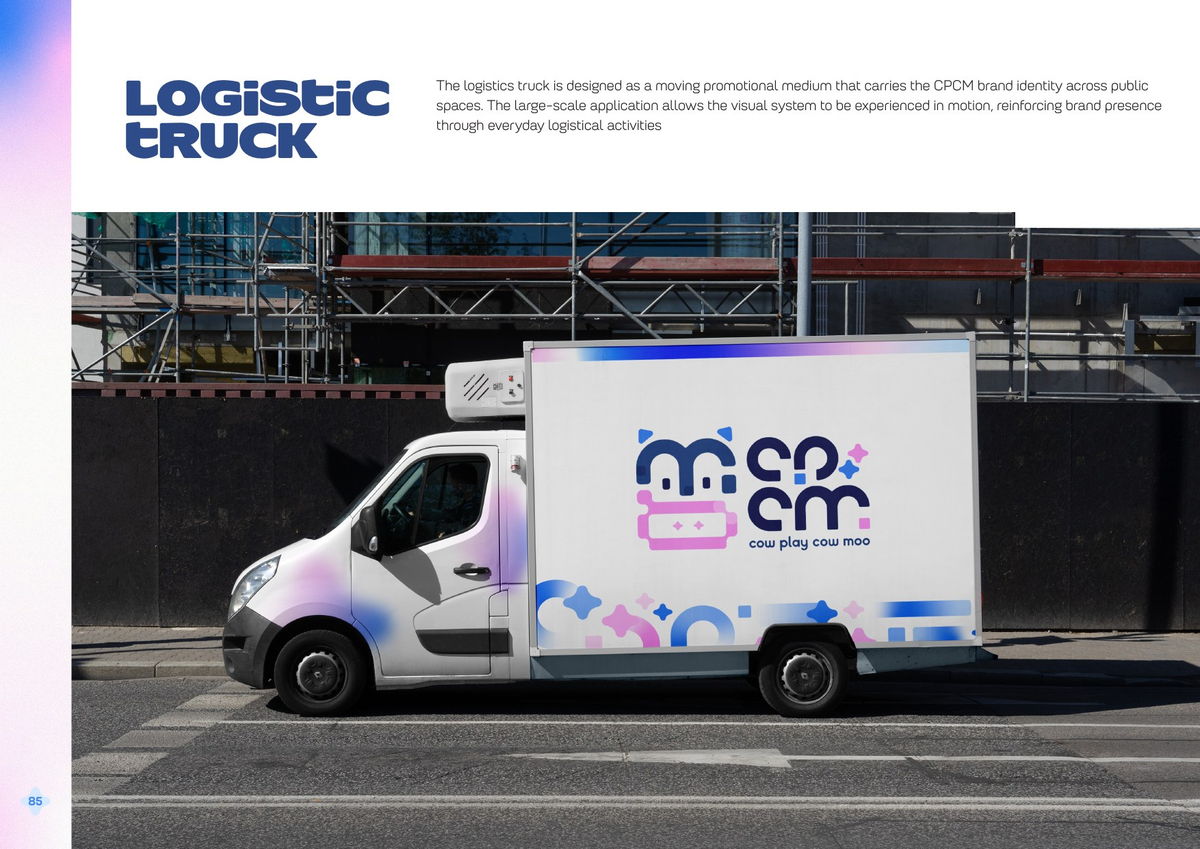 LOGiStiC
tRUCK
The logistics truck is designed as a moving promotional medium that carries the CPCM brand identity across public
spaces. The large-scale application allows the visual system to be experienced in motion, reinforcing brand presence
through everyday logistical activities
cp
cm
cow play cow moo
85